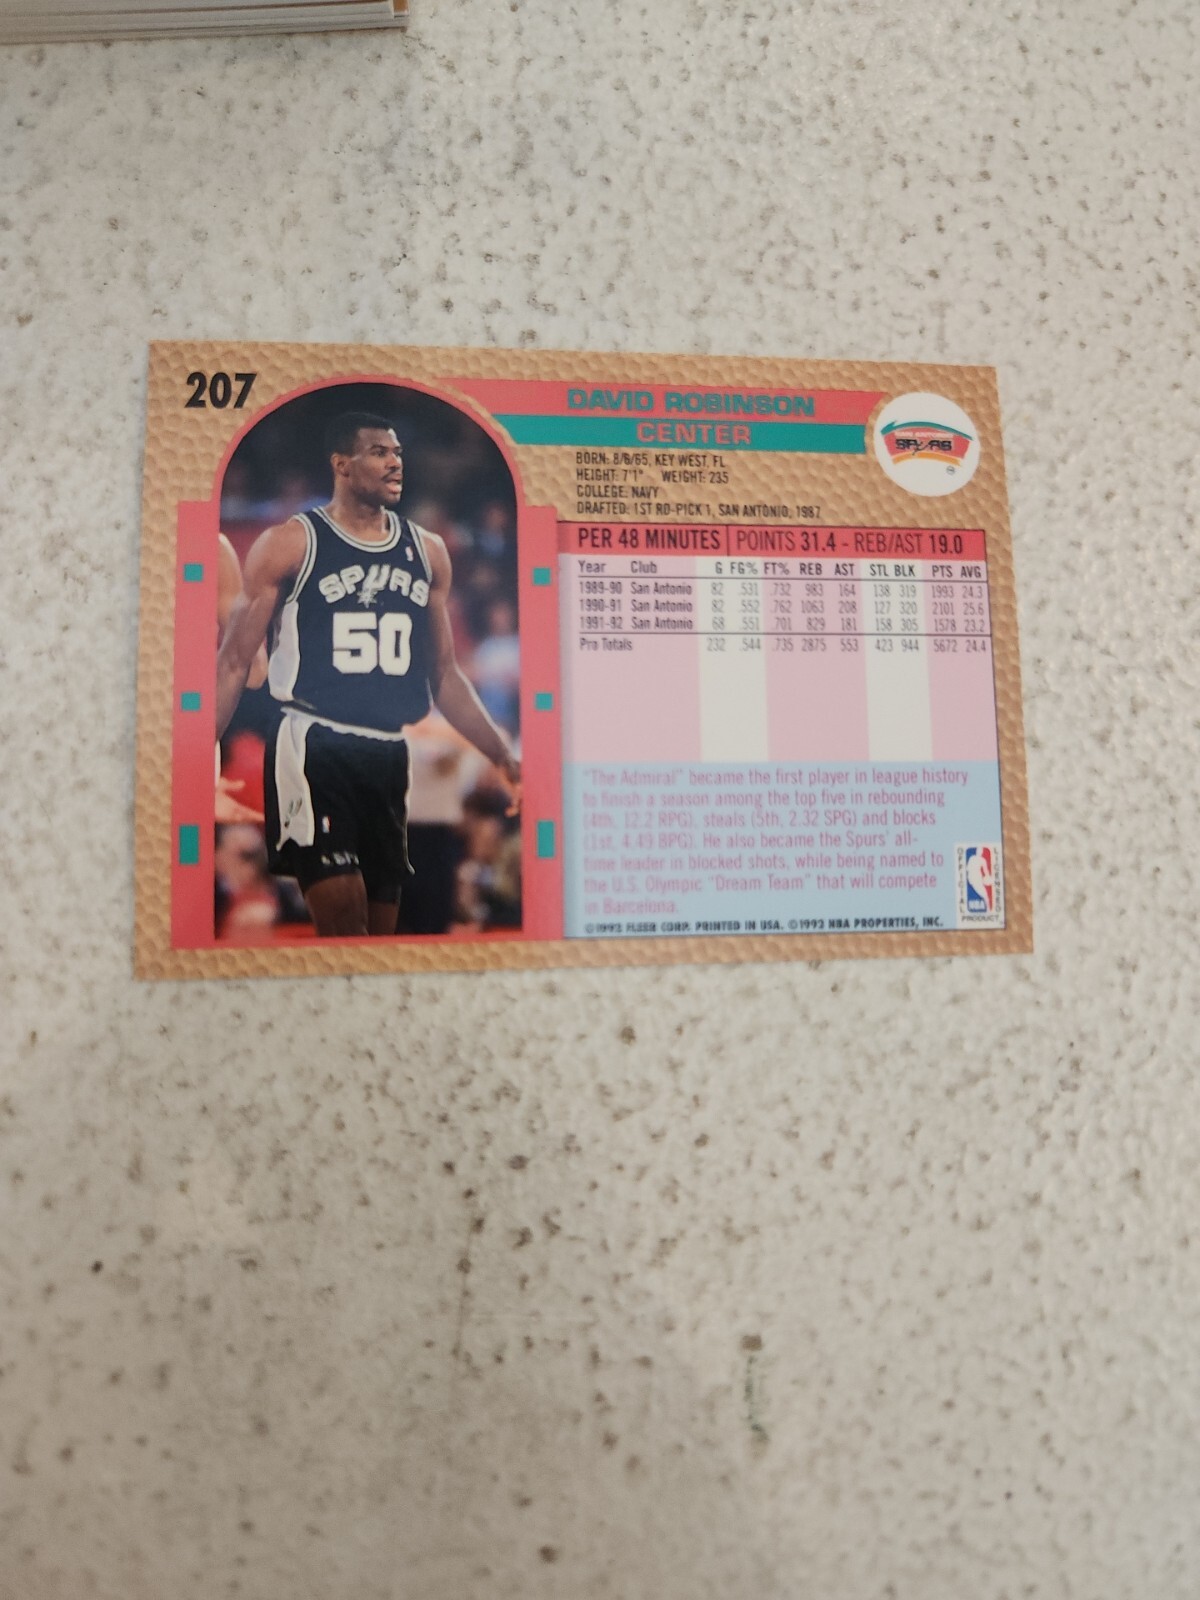 207
DAVID ROBINSON
CENTER
SAN ANTONIO
SPURS
BORN: 8/6/65, KEY WEST, FL
HEIGHT: 7'1" WEIGHT: 235
COLLEGE: NAVY
DRAFTED: 1ST RD-PICK 1, SAN ANTONIO, 1987
PER 48 MINUTES POINTS 31.4 - REB/AST 19.0
Year Club G FG% FT% REB AST STL BLK PTS AVG
1989-90 San Antonio 82 .531 .732 983 164 138 319 1993 24.3
1990-91 San Antonio 82 .552 .762 1063 208 127 320 2101 25.6
1991-92 San Antonio 68 .551 .701 829 181 158 305 1578 23.2
Pro Totals 232 .544 .735 2875 553 423 944 5672 24.4
"The Admiral" became the first player in league history
to finish a season among the top five in rebounding
(4th, 12.2 RPG), steals (5th, 2.32 SPG) and blocks
(1st, 4.49 BPG). He also became the Spurs' all-
time leader in blocked shots, while being named to
the U.S. Olympic "Dream Team" that will compete
in Barcelona.
©1992 FLEER CORP. PRINTED IN USA. ©1992 NBA PROPERTIES, INC.
OFFICIAL LICENSED
NBA
PRODUCT
SPURS
50